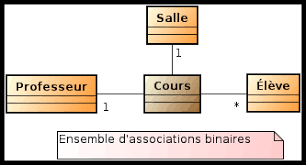 Salle
1
Professeur
Cours
Élève
1
*
Ensemble d'associations binaires